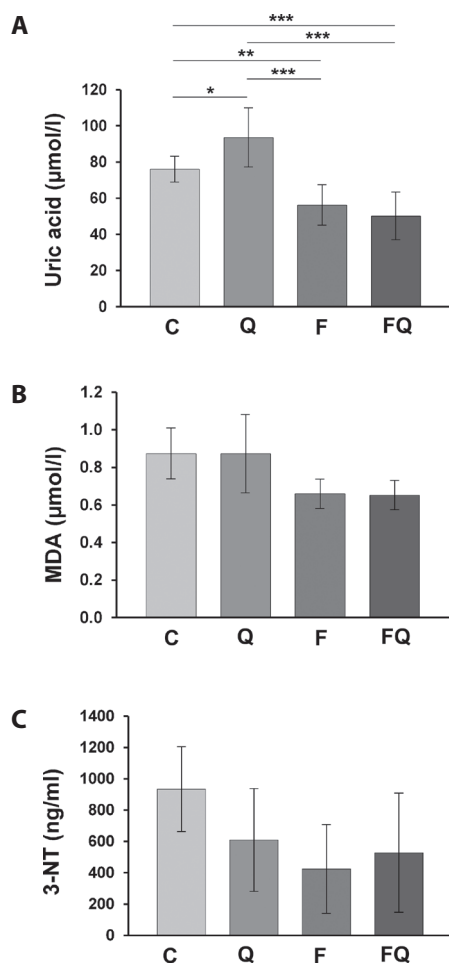 A
***
** ***
* ***
120
100
80
60
40
20
0
Uric acid (µmol/l)
C Q F FQ
B
1.2
1.0
0.8
0.6
0.4
0.2
0.0
MDA (µmol/l)
C Q F FQ
C
1400
1200
1000
800
600
400
200
0
3-NT (ng/ml)
C Q F FQ